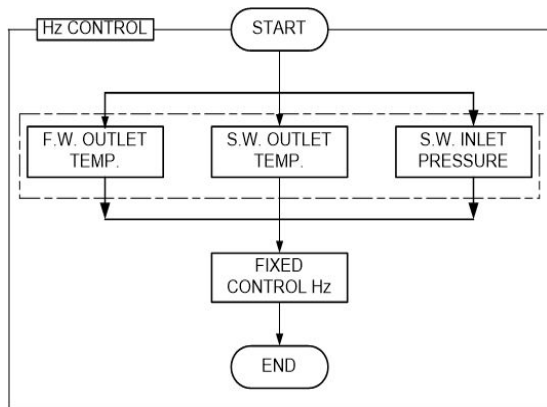 Hz CONTROL
START
F.W. OUTLET
TEMP.
S.W. OUTLET
TEMP.
S.W. INLET
PRESSURE
FIXED
CONTROL Hz
END